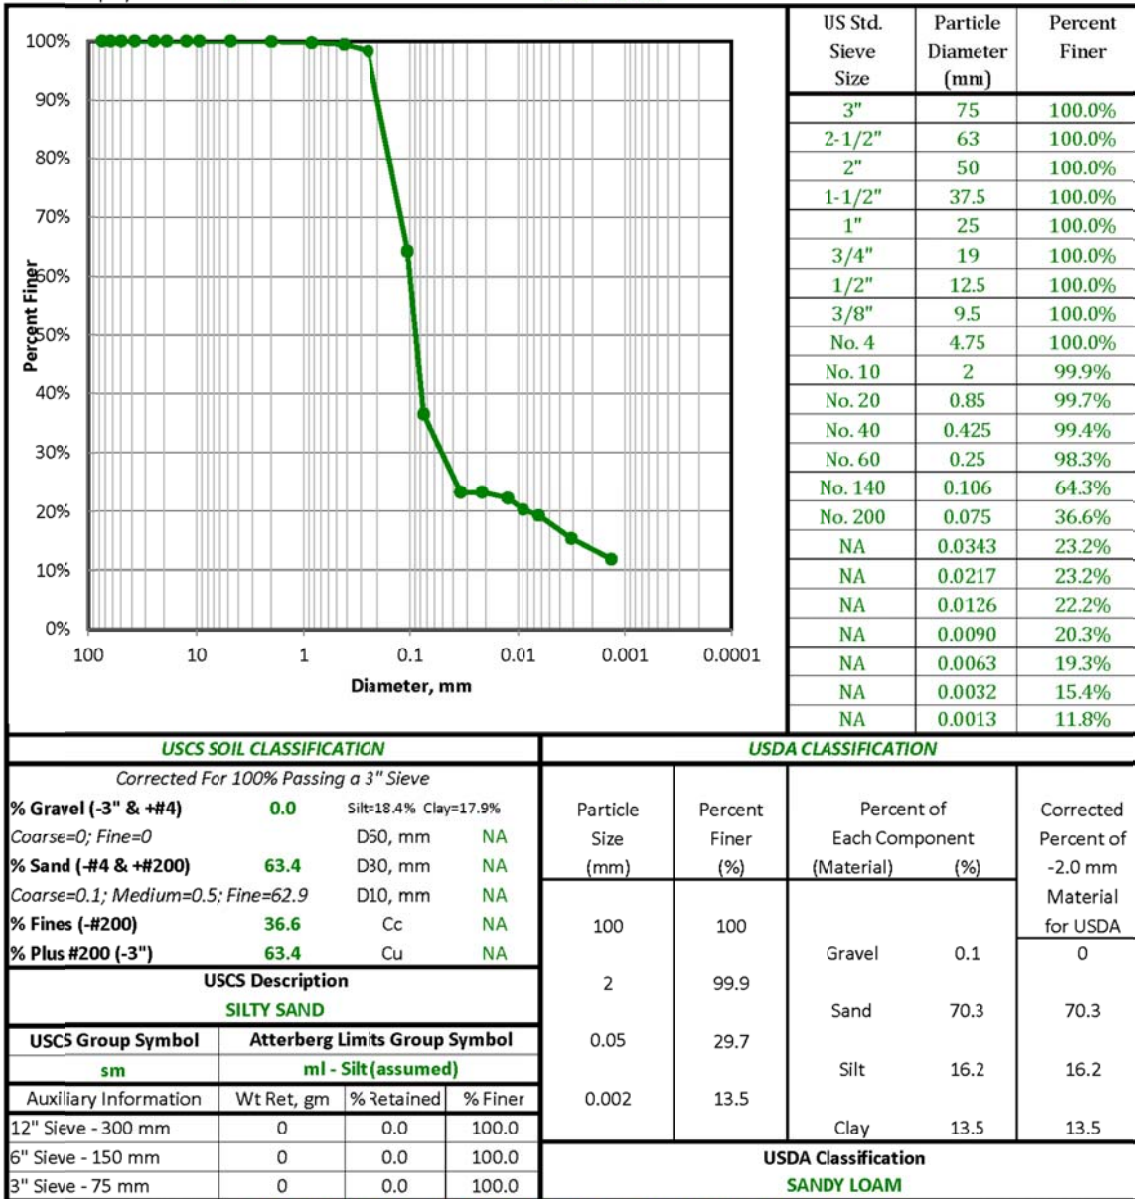 100%
90%
80%
70%
60%
50%
40%
30%
20%
10%
0%
Percent Finer
100 10 1 0.1 0.01 0.001 0.0001
Diameter, mm
US Std. Sieve Size Particle Diameter (mm) Percent Finer
3" 75 100.0%
2-1/2" 63 100.0%
2" 50 100.0%
1-1/2" 37.5 100.0%
1" 25 100.0%
3/4" 19 100.0%
1/2" 12.5 100.0%
3/8" 9.5 100.0%
No. 4 4.75 100.0%
No. 10 2 99.9%
No. 20 0.85 99.7%
No. 40 0.425 99.4%
No. 60 0.25 98.3%
No. 140 0.106 64.3%
No. 200 0.075 36.6%
NA 0.0343 23.2%
NA 0.0217 23.2%
NA 0.0126 22.2%
NA 0.0090 20.3%
NA 0.0063 19.3%
NA 0.0032 15.4%
NA 0.0013 11.8%
USCS SOIL CLASSIFICATION
Corrected For 100% Passing a 3" Sieve
% Gravel (-3" & +#4) 0.0 Silt=18.4% Clay=17.9%
Coarse=0; Fine=0 D60, mm NA
% Sand (-#4 & +#200) 63.4 D30, mm NA
Coarse=0.1; Medium=0.5; Fine=62.9 D10, mm NA
% Fines (-#200) 36.6 Cc NA
% Plus #200 (-3") 63.4 Cu NA
USCS Description
SILTY SAND
USCS Group Symbol Atterberg Limits Group Symbol
sm ml - Silt(assumed)
Auxiliary Information Wt Ret, gm % Retained % Finer
12" Sieve - 300 mm 0 0.0 100.0
6" Sieve - 150 mm 0 0.0 100.0
3" Sieve - 75 mm 0 0.0 100.0
USDA CLASSIFICATION
Particle Size (mm) Percent Finer (%) Percent of Each Component (Material) (%) Corrected Percent of -2.0 mm Material for USDA
100 100
Gravel 0.1 0
2 99.9
Sand 70.3 70.3
0.05 29.7
Silt 16.2 16.2
0.002 13.5
Clay 13.5 13.5
USDA Classification
SANDY LOAM